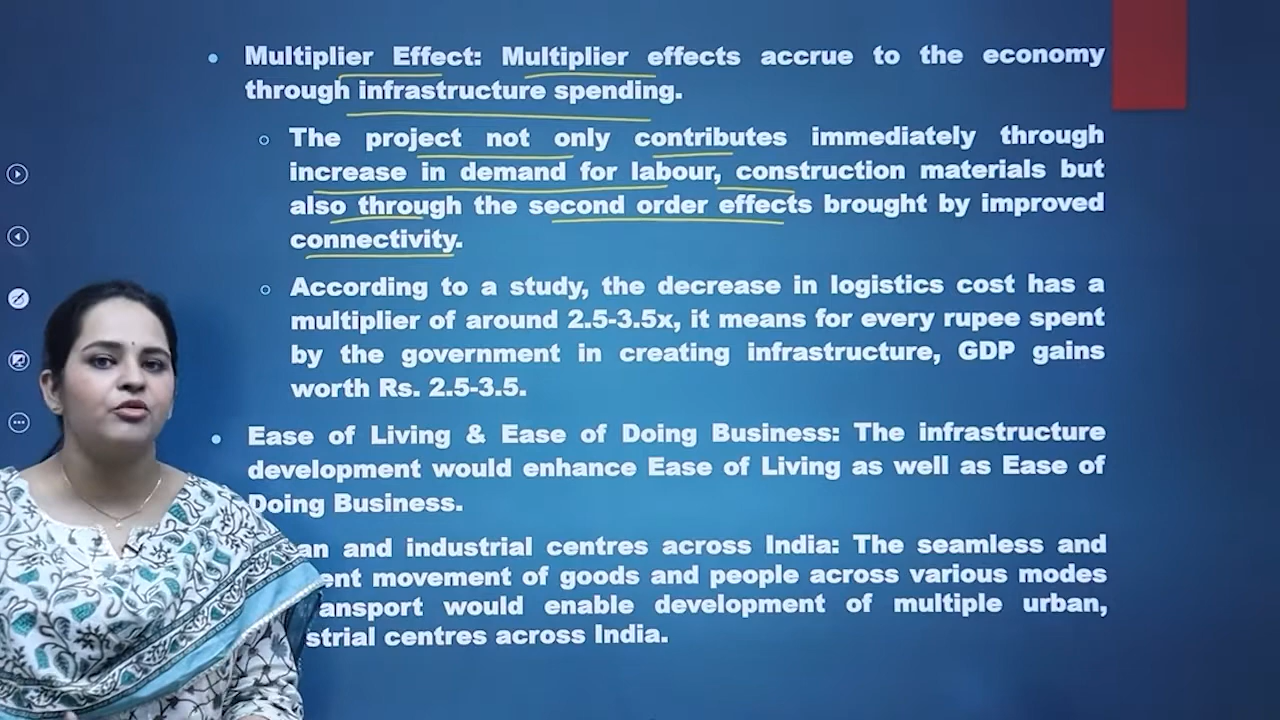 Multiplier Effect: Multiplier effects accrue to the economy
through infrastructure spending.
The project not only contributes immediately through
increase in demand for labour, construction materials but
also through the second order effects brought by improved
connectivity.
According to a study, the decrease in logistics cost has a
multiplier of around 2.5-3.5x, it means for every rupee spent
by the government in creating infrastructure, GDP gains
worth Rs. 2.5-3.5.
Ease of Living & Ease of Doing Business: The infrastructure
development would enhance Ease of Living as well as Ease of
Doing Business.
and industrial centres across India: The seamless and
movement of goods and people across various modes
would enable development of multiple urban,
centres across India.